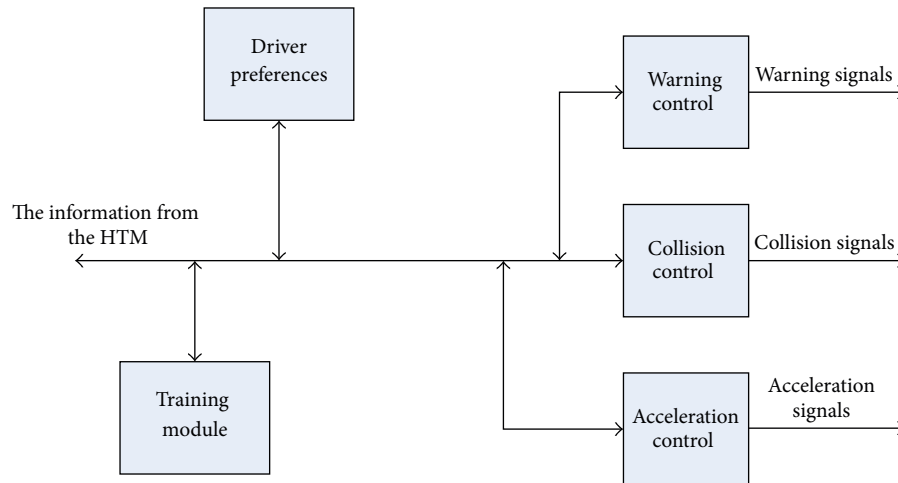 Driver
preferences
Warning
control
Warning signals
The information from
the HTM
Collision
control
Collision signals
Training
module
Acceleration
control
Acceleration
signals